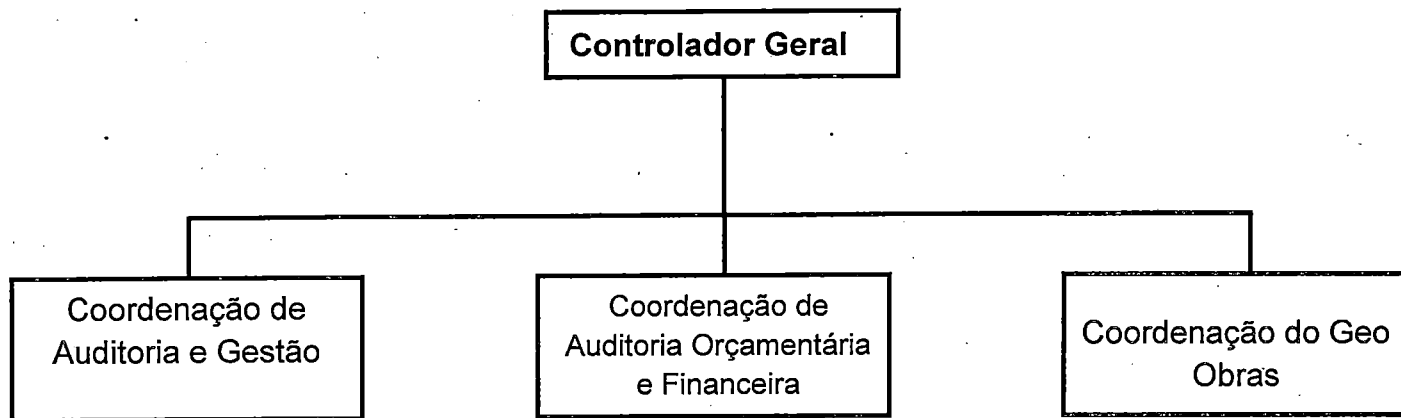 Controlador Geral
Coordenação de
Auditoria e Gestão
Coordenação de
Auditoria Orçamentária
e Financeira
Coordenação do Geo
Obras